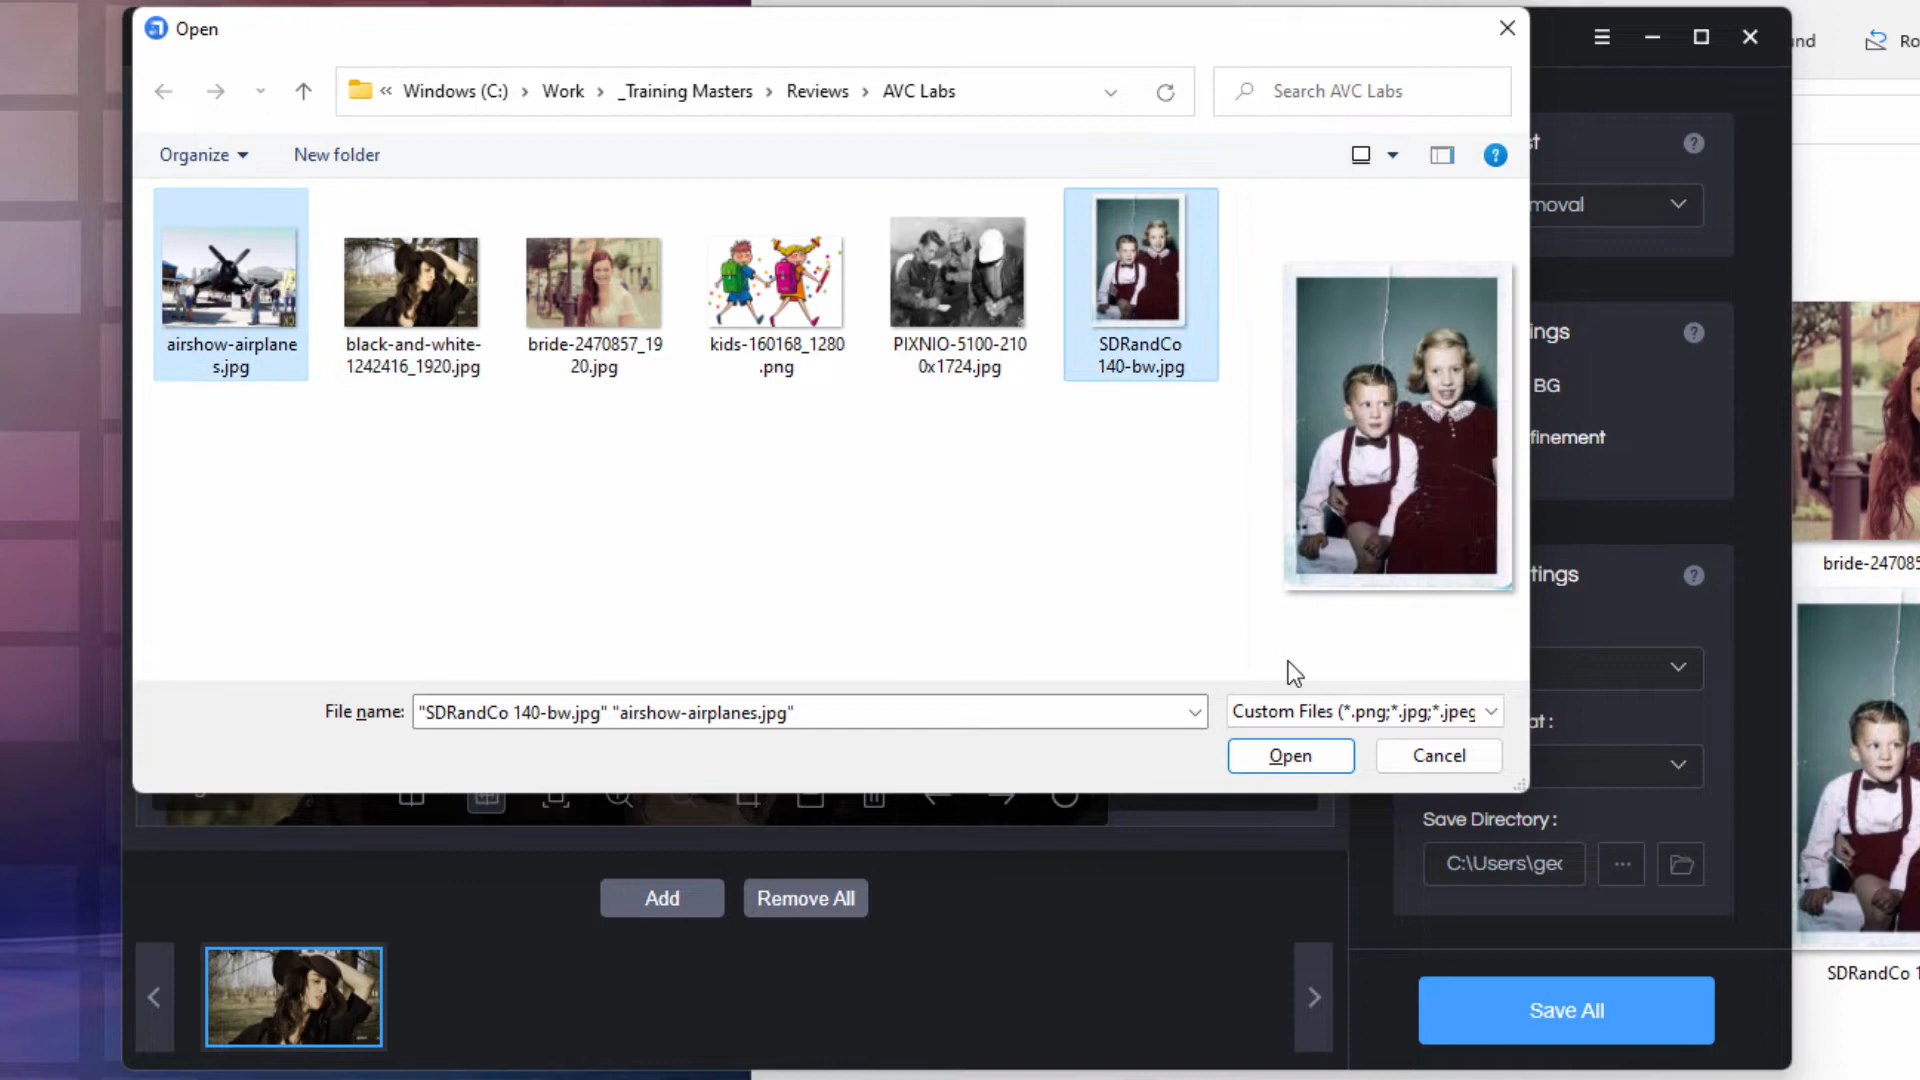 Open
« Windows (C:) › Work › _Training Masters › Reviews › AVC Labs
Search AVC Labs
Organize
New folder
airshow-airplane
s.jpg
black-and-white-
1242416_1920.jpg
bride-2470857_19
20.jpg
kids-160168_1280
.png
PIXNIO-5100-210
0x1724.jpg
SDRandCo
140-bw.jpg
File name:
"SDRandCo 140-bw.jpg" "airshow-airplanes.jpg"
Custom Files (*.png;*.jpg;*.jpeg
Open
Cancel
st
moval
ings
BG
finement
tings
at :
Save Directory :
C:\Users\geo
...
Add
Remove All
Save All
und
Ro
bride-247085
SDRandCo 1